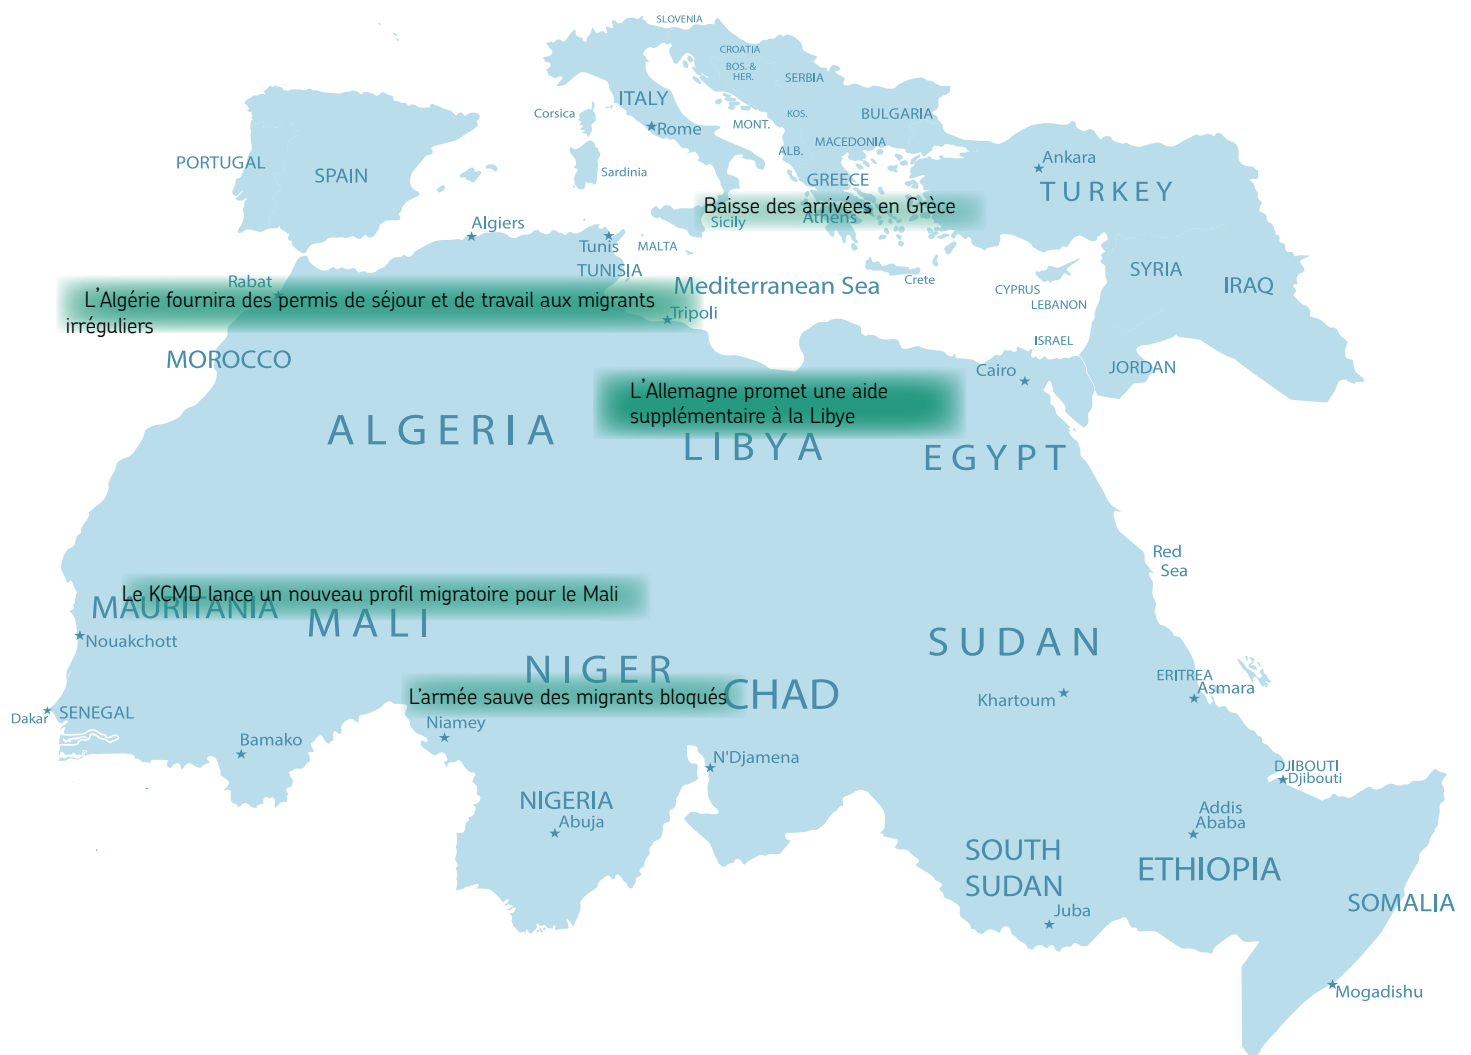 SLOVENIA
CROATIA
BOS. &
HER.
SERBIA
ITALY
Corsica
Rome
KOS.
BULGARIA
MONT.
MACEDONIA
ALB.
PORTUGAL
SPAIN
Sardinia
GREECE
Ankara
TURKEY
Baisse des arrivées en Grèce
Athens
Sicily
Algiers
Tunis
MALTA
TUNISIA
SYRIA
IRAQ
Rabat
Mediterranean Sea
Crete
CYPRUS
LEBANON
L'Algérie fournira des permis de séjour et de travail aux migrants
irréguliers
Tripoli
ISRAEL
MOROCCO
Cairo
JORDAN
L'Allemagne promet une aide
supplémentaire à la Libye
ALGERIA
LIBYA
EGYPT
Red
Sea
Le KCMD lance un nouveau profil migratoire pour le Mali
MAURITANIA
MALI
Nouakchott
SUDAN
NIGER
ERITREA
Asmara
L'armée sauve des migrants bloqués
CHAD
Khartoum
Dakar
SENEGAL
Niamey
Bamako
N'Djamena
DJIBOUTI
Djibouti
NIGERIA
Abuja
Addis
Ababa
SOUTH
SUDAN
ETHIOPIA
SOMALIA
Juba
Mogadishu